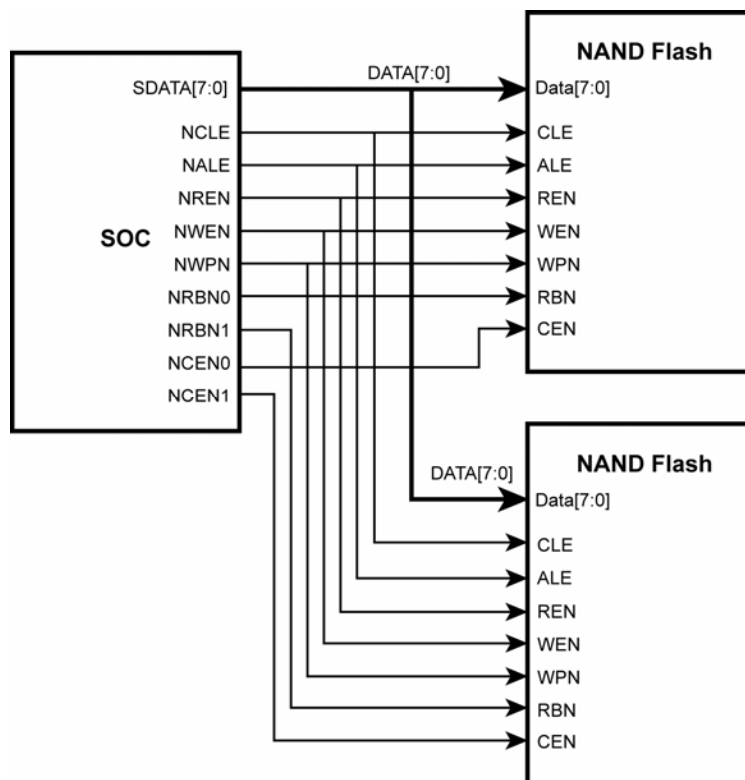 SOC
SDATA[7:0]
NCLE
NALE
NREN
NWEN
NWPN
NRBN0
NRBN1
NCEN0
NCEN1
DATA[7:0]
NAND Flash
Data[7:0]
CLE
ALE
REN
WEN
WPN
RBN
CEN
DATA[7:0]
NAND Flash
Data[7:0]
CLE
ALE
REN
WEN
WPN
RBN
CEN